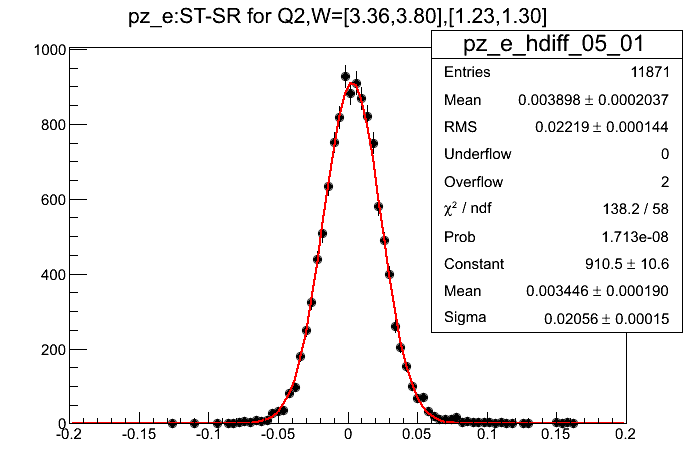 pz_e:ST-SR for Q2,W=[3.36,3.80],[1.23,1.30]
pz_e_hdiff_05_01
Entries 11871
Mean 0.003898 ± 0.0002037
RMS 0.02219 ± 0.000144
Underflow 0
Overflow 2
χ² / ndf 138.2 / 58
Prob 1.713e-08
Constant 910.5 ± 10.6
Mean 0.003446 ± 0.000190
Sigma 0.02056 ± 0.00015
1000
800
600
400
200
0
-0.2 -0.15 -0.1 -0.05 0 0.05 0.1 0.15 0.2